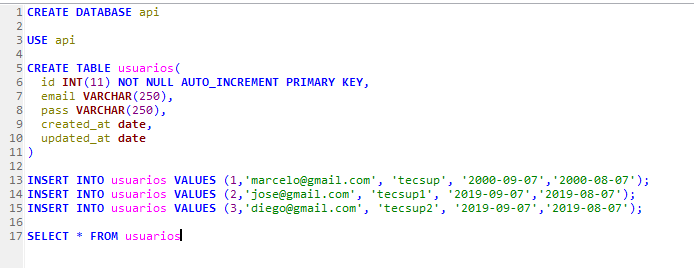 1 CREATE DATABASE api
2
3 USE api
4
5 CREATE TABLE usuarios(
6 id INT(11) NOT NULL AUTO_INCREMENT PRIMARY KEY,
7 email VARCHAR(250),
8 pass VARCHAR(250),
9 created_at date,
10 updated_at date
11 )
12
13 INSERT INTO usuarios VALUES (1,'marcelo@gmail.com', 'tecsup', '2000-09-07','2000-08-07');
14 INSERT INTO usuarios VALUES (2,'jose@gmail.com', 'tecsup1', '2019-09-07','2019-08-07');
15 INSERT INTO usuarios VALUES (3,'diego@gmail.com', 'tecsup2', '2019-09-07','2019-08-07');
16
17 SELECT * FROM usuarios